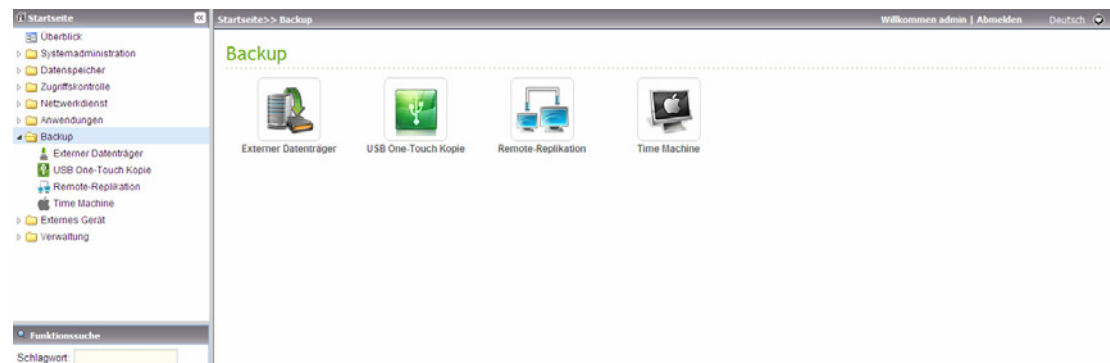 Startseite
Startseite>> Backup
Willkommen admin | Abmelden
Deutsch
Überblick
Systemadministration
Datenspeicher
Zugriffskontrolle
Netzwerkdienst
Anwendungen
Backup
Externer Datenträger
USB One-Touch Kopie
Remote-Replikation
Time Machine
Externes Gerät
Verwaltung
Funktionssuche
Schlagwort:
Backup
Externer Datenträger
USB One-Touch Kopie
Remote-Replikation
Time Machine